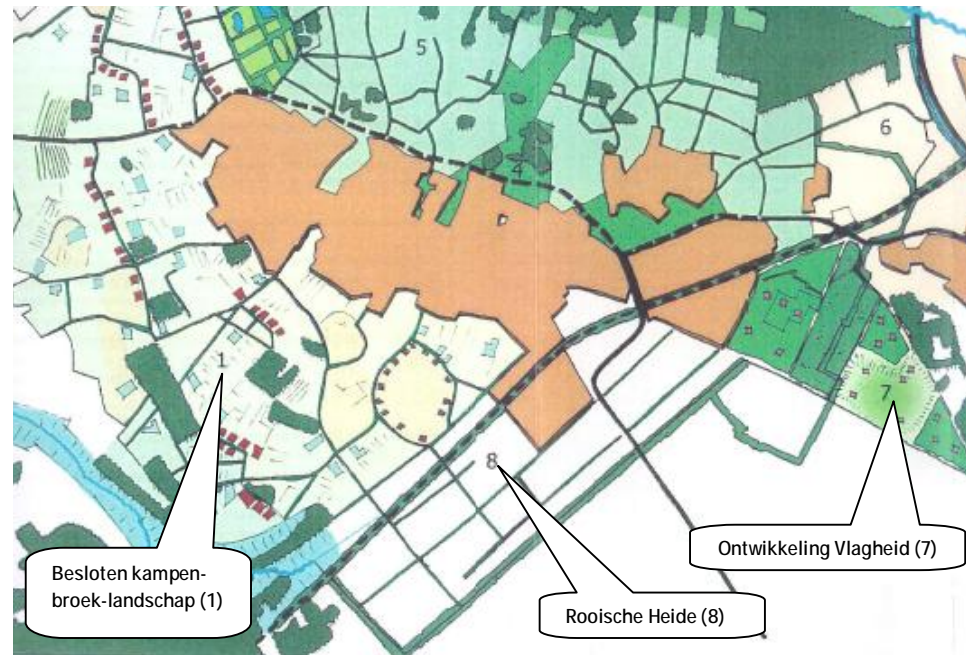 5
6
4
1
7
8
Besloten kampen-
broek-landschap (1)
Rooische Heide (8)
Ontwikkeling Vlagheid (7)